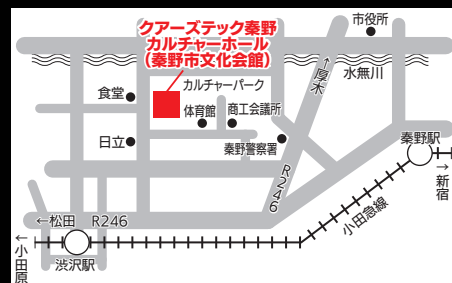 クアーズテック秦野
カルチャーホール
（秦野市文化会館）
市役所
↑厚木
水無川
カルチャーパーク
食堂
体育館
商工会議所
日立
秦野警察署
秦野駅
→新宿
R246
小田急線
←松田 R246
←小田原
渋沢駅